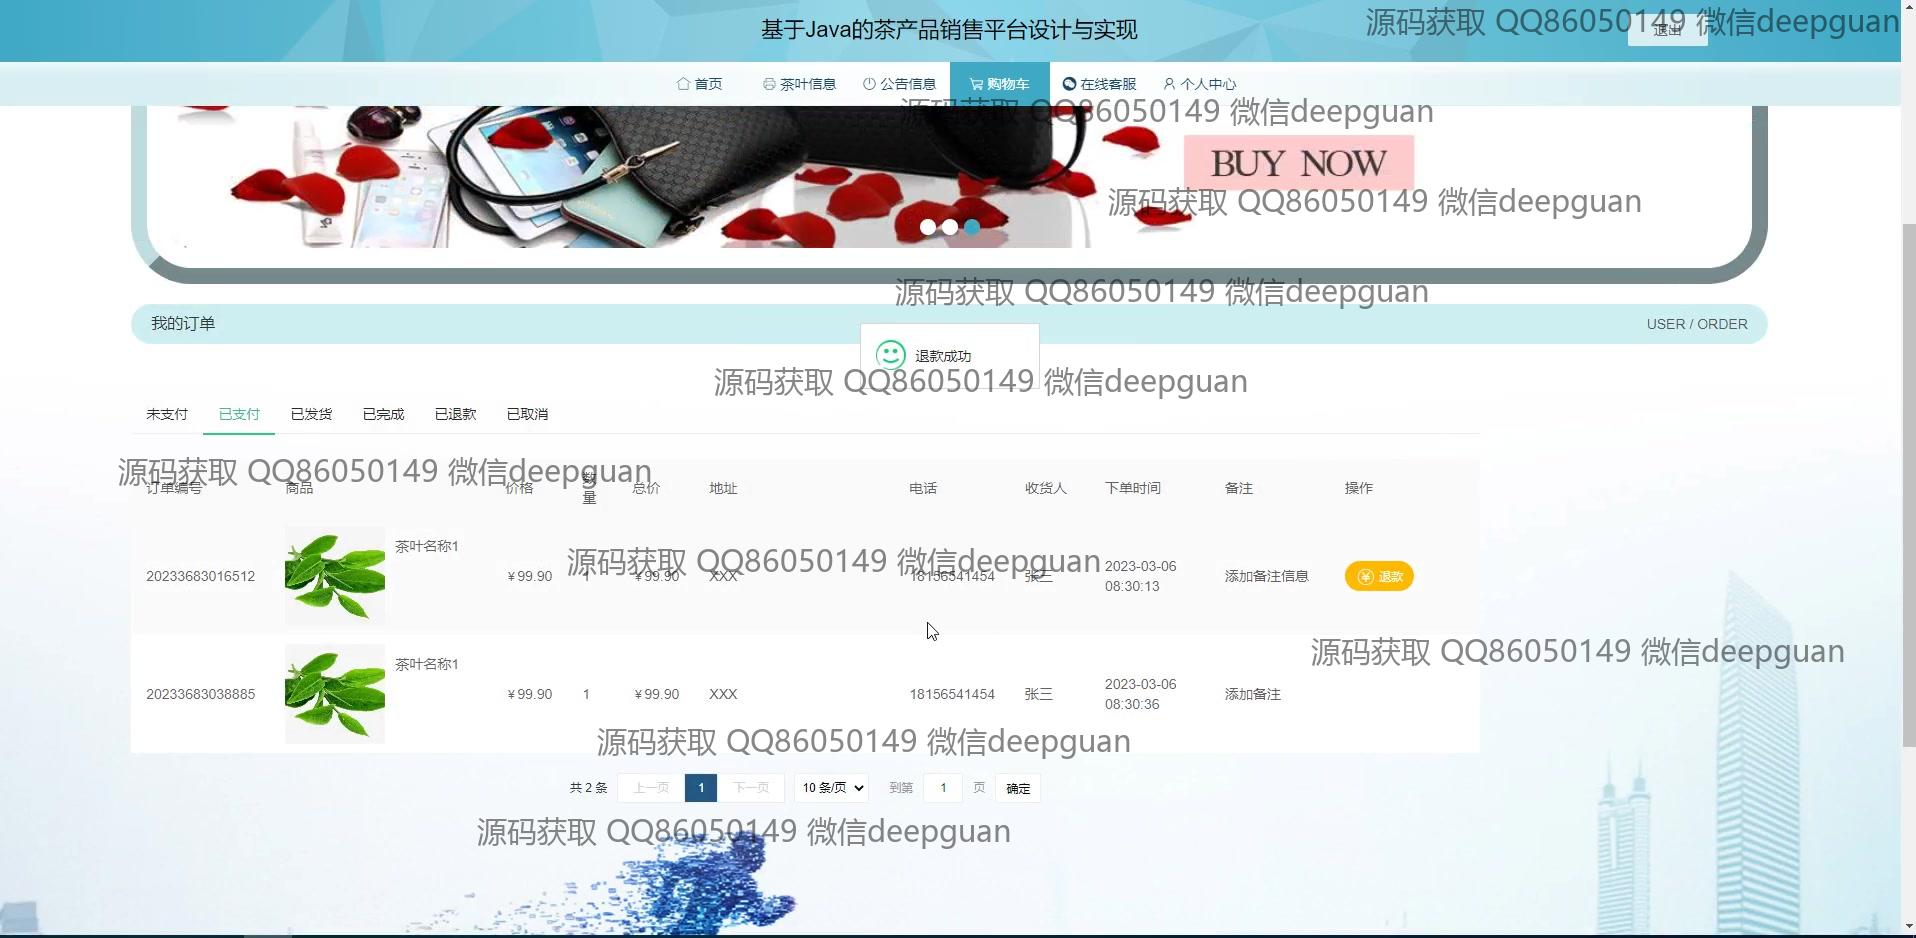 基于Java的茶产品销售平台设计与实现
源码获取 QQ86050149 微信deepguan
退出
首页
茶叶信息
公告信息
购物车
在线客服
个人中心
源码获取 QQ86050149 微信deepguan
BUY NOW
源码获取 QQ86050149 微信deepguan
源码获取 QQ86050149 微信deepguan
我的订单
USER / ORDER
退款成功
源码获取 QQ86050149 微信deepguan
未支付 已支付 已发货 已完成 已退款 已取消
源码获取 QQ86050149 微信deepguan
订单编号 商品 价格 数量 总价 地址 电话 收货人 下单时间 备注 操作
茶叶名称1
源码获取 QQ86050149 微信deepguan
20233683016512 ￥99.90 1 ￥99.90 XXX 18156541454 张三 2023-03-06 08:30:13 添加备注信息 退款
源码获取 QQ86050149 微信deepguan
茶叶名称1
20233683038885 ￥99.90 1 ￥99.90 XXX 18156541454 张三 2023-03-06 08:30:36 添加备注
源码获取 QQ86050149 微信deepguan
共 2 条 上一页 1 下一页 10 条/页 到第 1 页 确定
源码获取 QQ86050149 微信deepguan